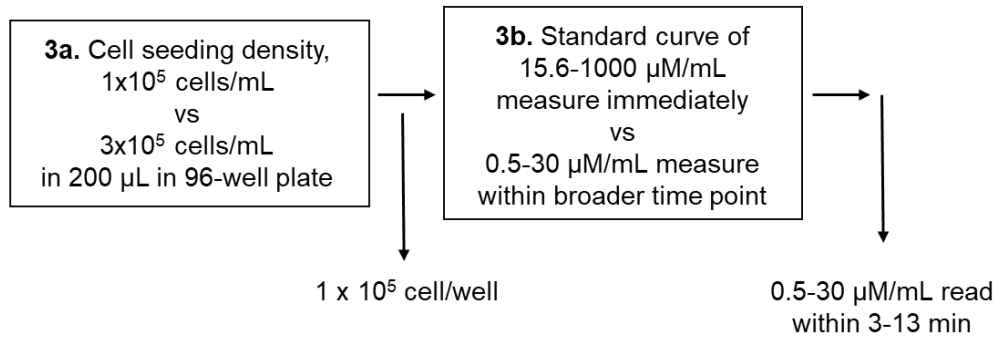 3a. Cell seeding density,
1x10⁵ cells/mL
vs
3x10⁵ cells/mL
in 200 µL in 96-well plate
3b. Standard curve of
15.6-1000 µM/mL
measure immediately
vs
0.5-30 µM/mL measure
within broader time point
1 x 10⁵ cell/well
0.5-30 µM/mL read
within 3-13 min